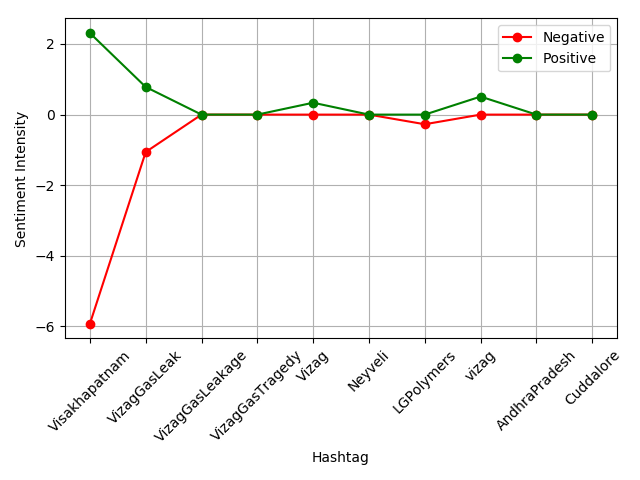 Negative
Positive
2
0
−2
−4
−6
Sentiment Intensity
Visakhapatnam
VizagGasLeak
VizagGasLeakage
VizagGasTragedy
Vizag
Neyveli
LGPolymers
vizag
AndhraPradesh
Cuddalore
Hashtag